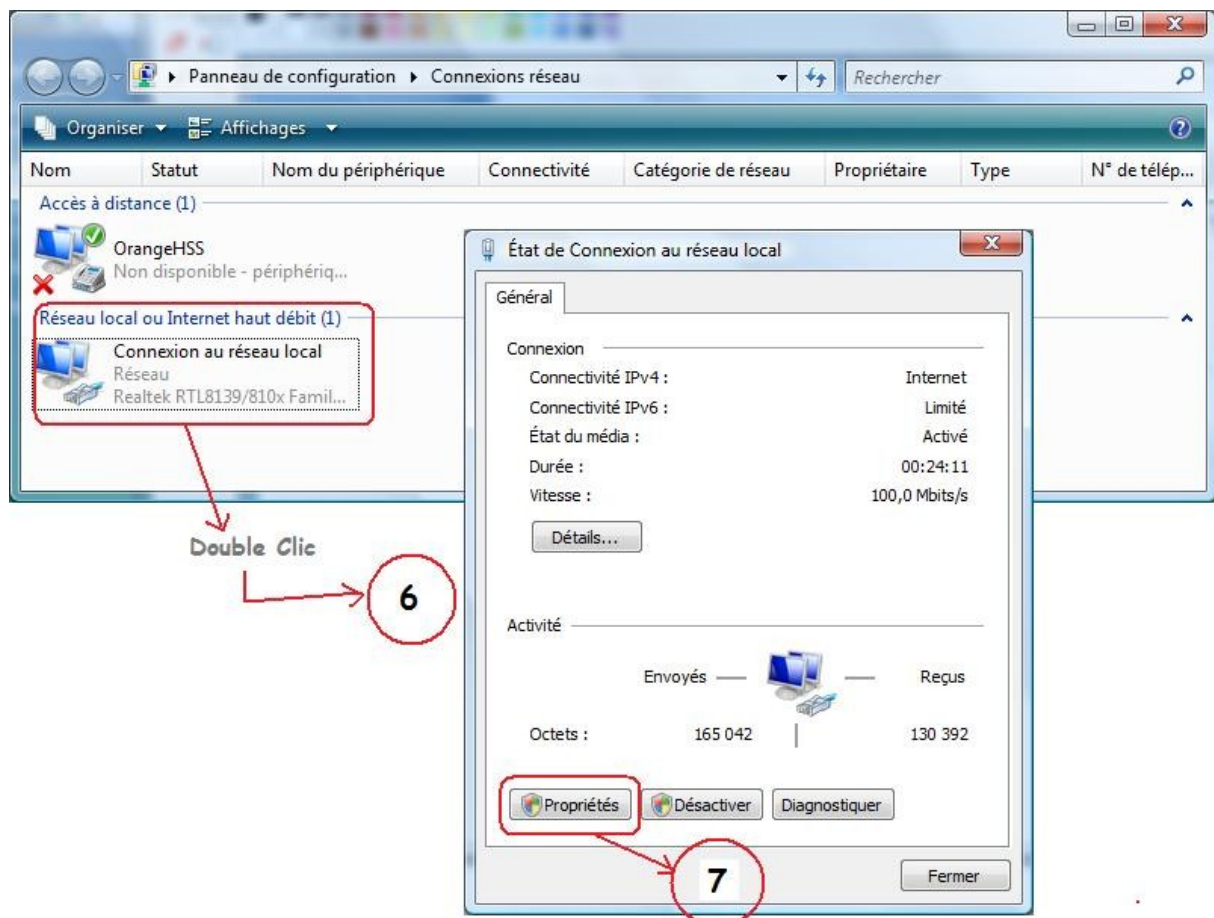 Panneau de configuration Connexions réseau
Rechercher
Organiser Affichages
Nom Statut Nom du périphérique Connectivité Catégorie de réseau Propriétaire Type N° de télép...
Accès à distance (1)
OrangeHSS
Non disponible - périphériq...
Réseau local ou Internet haut débit (1)
Connexion au réseau local
Réseau
Realtek RTL8139/810x Famil...
Double Clic
6
État de Connexion au réseau local
Général
Connexion
Connectivité IPv4 : Internet
Connectivité IPv6 : Limité
État du média : Activé
Durée : 00:24:11
Vitesse : 100,0 Mbits/s
Détails...
Activité
Envoyés Reçus
Octets : 165 042 130 392
Propriétés Désactiver Diagnostiquer
7
Fermer